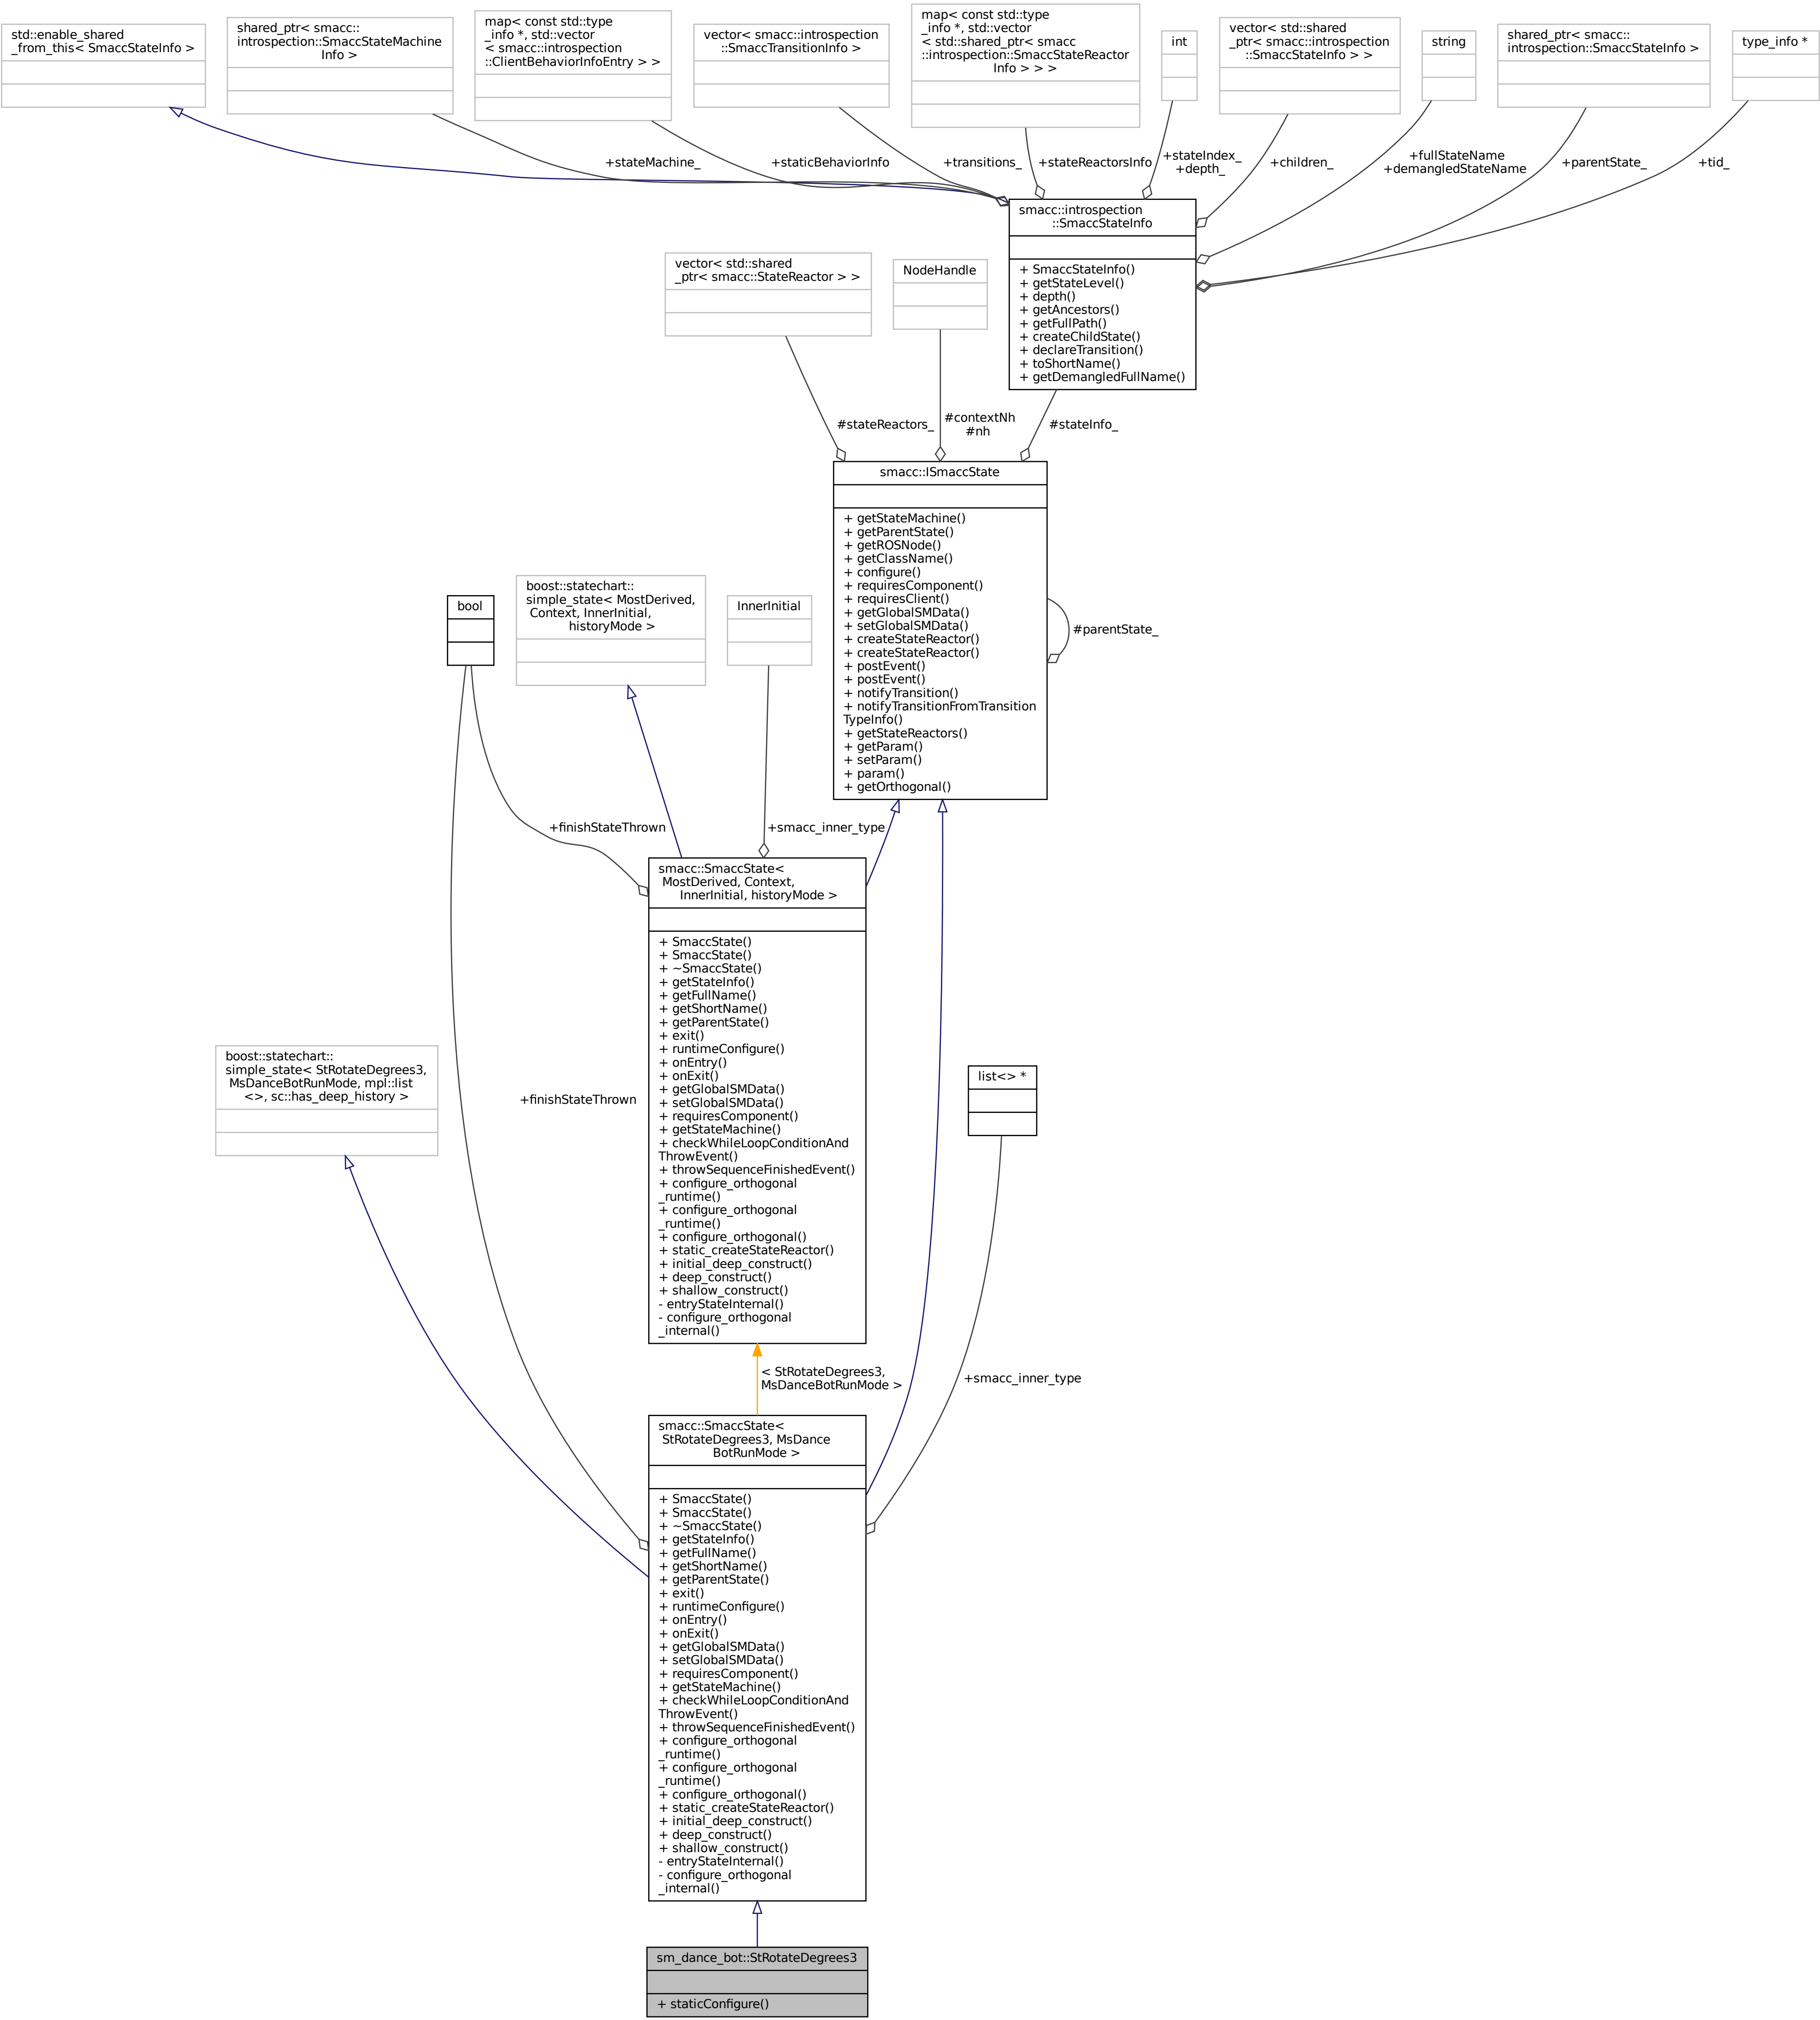 std::enable_shared
_from_this< SmaccStateInfo >
shared_ptr< smacc::
introspection::SmaccStateMachine
Info >
map< const std::type
_info *, std::vector
< smacc::introspection
::ClientBehaviorInfoEntry > >
vector< smacc::introspection
::SmaccTransitionInfo >
map< const std::type
_info *, std::vector
< std::shared_ptr< smacc
::introspection::SmaccStateReactor
Info > > >
int
vector< std::shared
_ptr< smacc::introspection
::SmaccStateInfo > >
string
shared_ptr< smacc::
introspection::SmaccStateInfo >
type_info *
+stateMachine_
+staticBehaviorInfo
+transitions_
+stateReactorsInfo
+stateIndex_
+depth_
+children_
+fullStateName
+demangledStateName
+parentState_
+tid_
smacc::introspection
::SmaccStateInfo
+ SmaccStateInfo()
+ getStateLevel()
+ depth()
+ getAncestors()
+ getFullPath()
+ createChildState()
+ declareTransition()
+ toShortName()
+ getDemangledFullName()
vector< std::shared
_ptr< smacc::StateReactor > >
NodeHandle
#stateReactors_
#contextNh
#nh
#stateInfo_
smacc::ISmaccState
+ getStateMachine()
+ getParentState()
+ getROSNode()
+ getClassName()
+ configure()
+ requiresComponent()
+ requiresClient()
+ getGlobalSMData()
+ setGlobalSMData()
+ createStateReactor()
+ createStateReactor()
+ postEvent()
+ postEvent()
+ notifyTransition()
+ notifyTransitionFromTransition
TypeInfo()
+ getStateReactors()
+ getParam()
+ setParam()
+ param()
+ getOrthogonal()
#parentState_
bool
boost::statechart::
simple_state< MostDerived,
Context, InnerInitial,
historyMode >
InnerInitial
+finishStateThrown
+smacc_inner_type
smacc::SmaccState<
MostDerived, Context,
InnerInitial, historyMode >
+ SmaccState()
+ SmaccState()
+ ~SmaccState()
+ getStateInfo()
+ getFullName()
+ getShortName()
+ getParentState()
+ exit()
+ runtimeConfigure()
+ onEntry()
+ onExit()
+ getGlobalSMData()
+ setGlobalSMData()
+ requiresComponent()
+ getStateMachine()
+ checkWhileLoopConditionAnd
ThrowEvent()
+ throwSequenceFinishedEvent()
+ configure_orthogonal
_runtime()
+ configure_orthogonal
_runtime()
+ configure_orthogonal()
+ static_createStateReactor()
+ initial_deep_construct()
+ deep_construct()
+ shallow_construct()
- entryStateInternal()
- configure_orthogonal
_internal()
boost::statechart::
simple_state< StRotateDegrees3,
MsDanceBotRunMode, mpl::list
<>, sc::has_deep_history >
+finishStateThrown
list<> *
< StRotateDegrees3,
MsDanceBotRunMode >
+smacc_inner_type
smacc::SmaccState<
StRotateDegrees3, MsDance
BotRunMode >
+ SmaccState()
+ SmaccState()
+ ~SmaccState()
+ getStateInfo()
+ getFullName()
+ getShortName()
+ getParentState()
+ exit()
+ runtimeConfigure()
+ onEntry()
+ onExit()
+ getGlobalSMData()
+ setGlobalSMData()
+ requiresComponent()
+ getStateMachine()
+ checkWhileLoopConditionAnd
ThrowEvent()
+ throwSequenceFinishedEvent()
+ configure_orthogonal
_runtime()
+ configure_orthogonal
_runtime()
+ configure_orthogonal()
+ static_createStateReactor()
+ initial_deep_construct()
+ deep_construct()
+ shallow_construct()
- entryStateInternal()
- configure_orthogonal
_internal()
sm_dance_bot::StRotateDegrees3
+ staticConfigure()